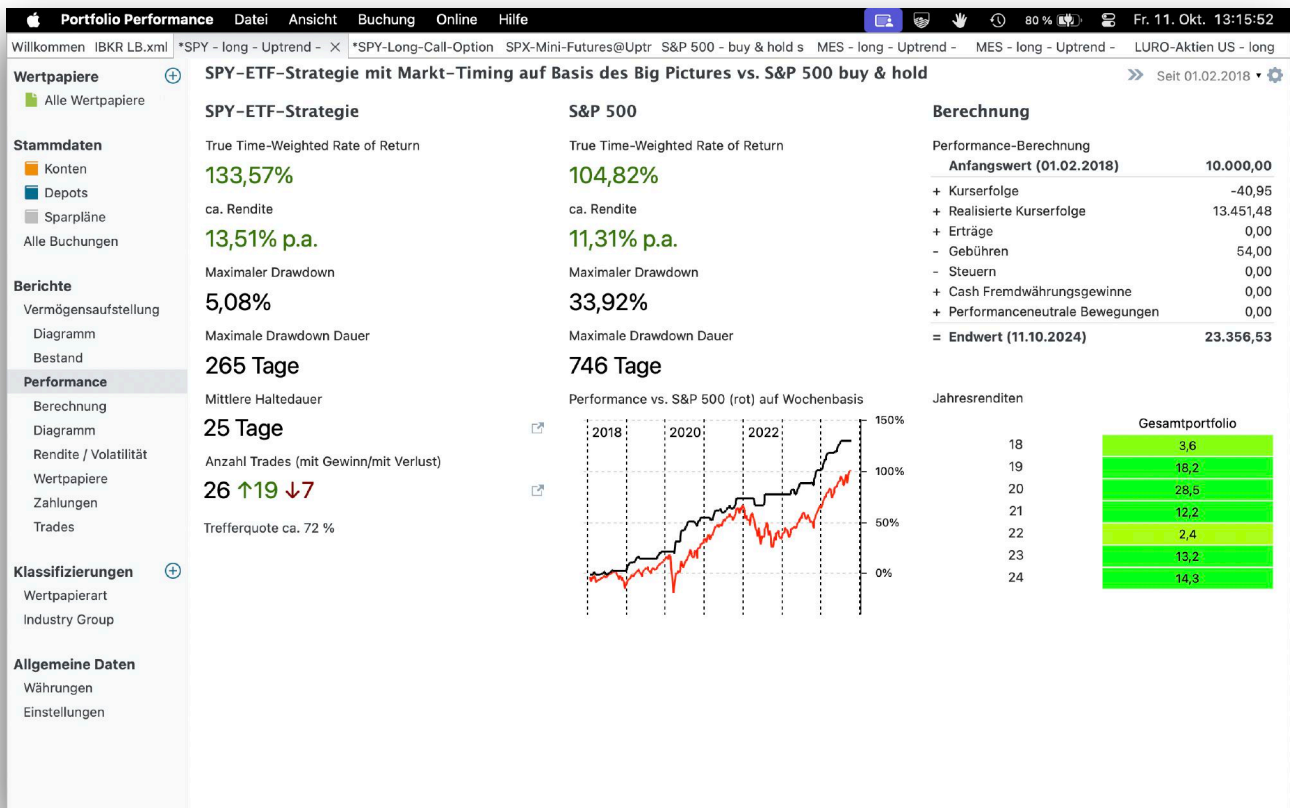 Portfolio Performance Datei Ansicht Buchung Online Hilfe 80 % Fr. 11. Okt. 13:15:52
Willkommen IBKR LB.xml *SPY - long - Uptrend - *SPY-Long-Call-Option SPX-Mini-Futures@Uptr S&P 500 - buy & hold s MES - long - Uptrend - MES - long - Uptrend - LURO-Aktien US - long
Wertpapiere
Alle Wertpapiere
Stammdaten
Konten
Depots
Sparpläne
Alle Buchungen
Berichte
Vermögensaufstellung
Diagramm
Bestand
Performance
Berechnung
Diagramm
Rendite / Volatilität
Wertpapiere
Zahlungen
Trades
Klassifizierungen
Wertpapierart
Industry Group
Allgemeine Daten
Währungen
Einstellungen
SPY-ETF-Strategie mit Markt-Timing auf Basis des Big Pictures vs. S&P 500 buy & hold
Seit 01.02.2018
SPY-ETF-Strategie
True Time-Weighted Rate of Return
133,57%
ca. Rendite
13,51% p.a.
Maximaler Drawdown
5,08%
Maximale Drawdown Dauer
265 Tage
Mittlere Haltedauer
25 Tage
Anzahl Trades (mit Gewinn/mit Verlust)
26 ↑19 ↓7
Trefferquote ca. 72 %
S&P 500
True Time-Weighted Rate of Return
104,82%
ca. Rendite
11,31% p.a.
Maximaler Drawdown
33,92%
Maximale Drawdown Dauer
746 Tage
Performance vs. S&P 500 (rot) auf Wochenbasis
2018 2020 2022
150%
100%
50%
0%
Berechnung
Performance-Berechnung
Anfangswert (01.02.2018) 10.000,00
+ Kurserfolge -40,95
+ Realisierte Kurserfolge 13.451,48
+ Erträge 0,00
- Gebühren 54,00
- Steuern 0,00
+ Cash Fremdwährungsgewinne 0,00
+ Performanceneutrale Bewegungen 0,00
= Endwert (11.10.2024) 23.356,53
Jahresrenditen
Gesamtportfolio
18 3,6
19 18,2
20 28,5
21 12,2
22 2,4
23 13,2
24 14,3